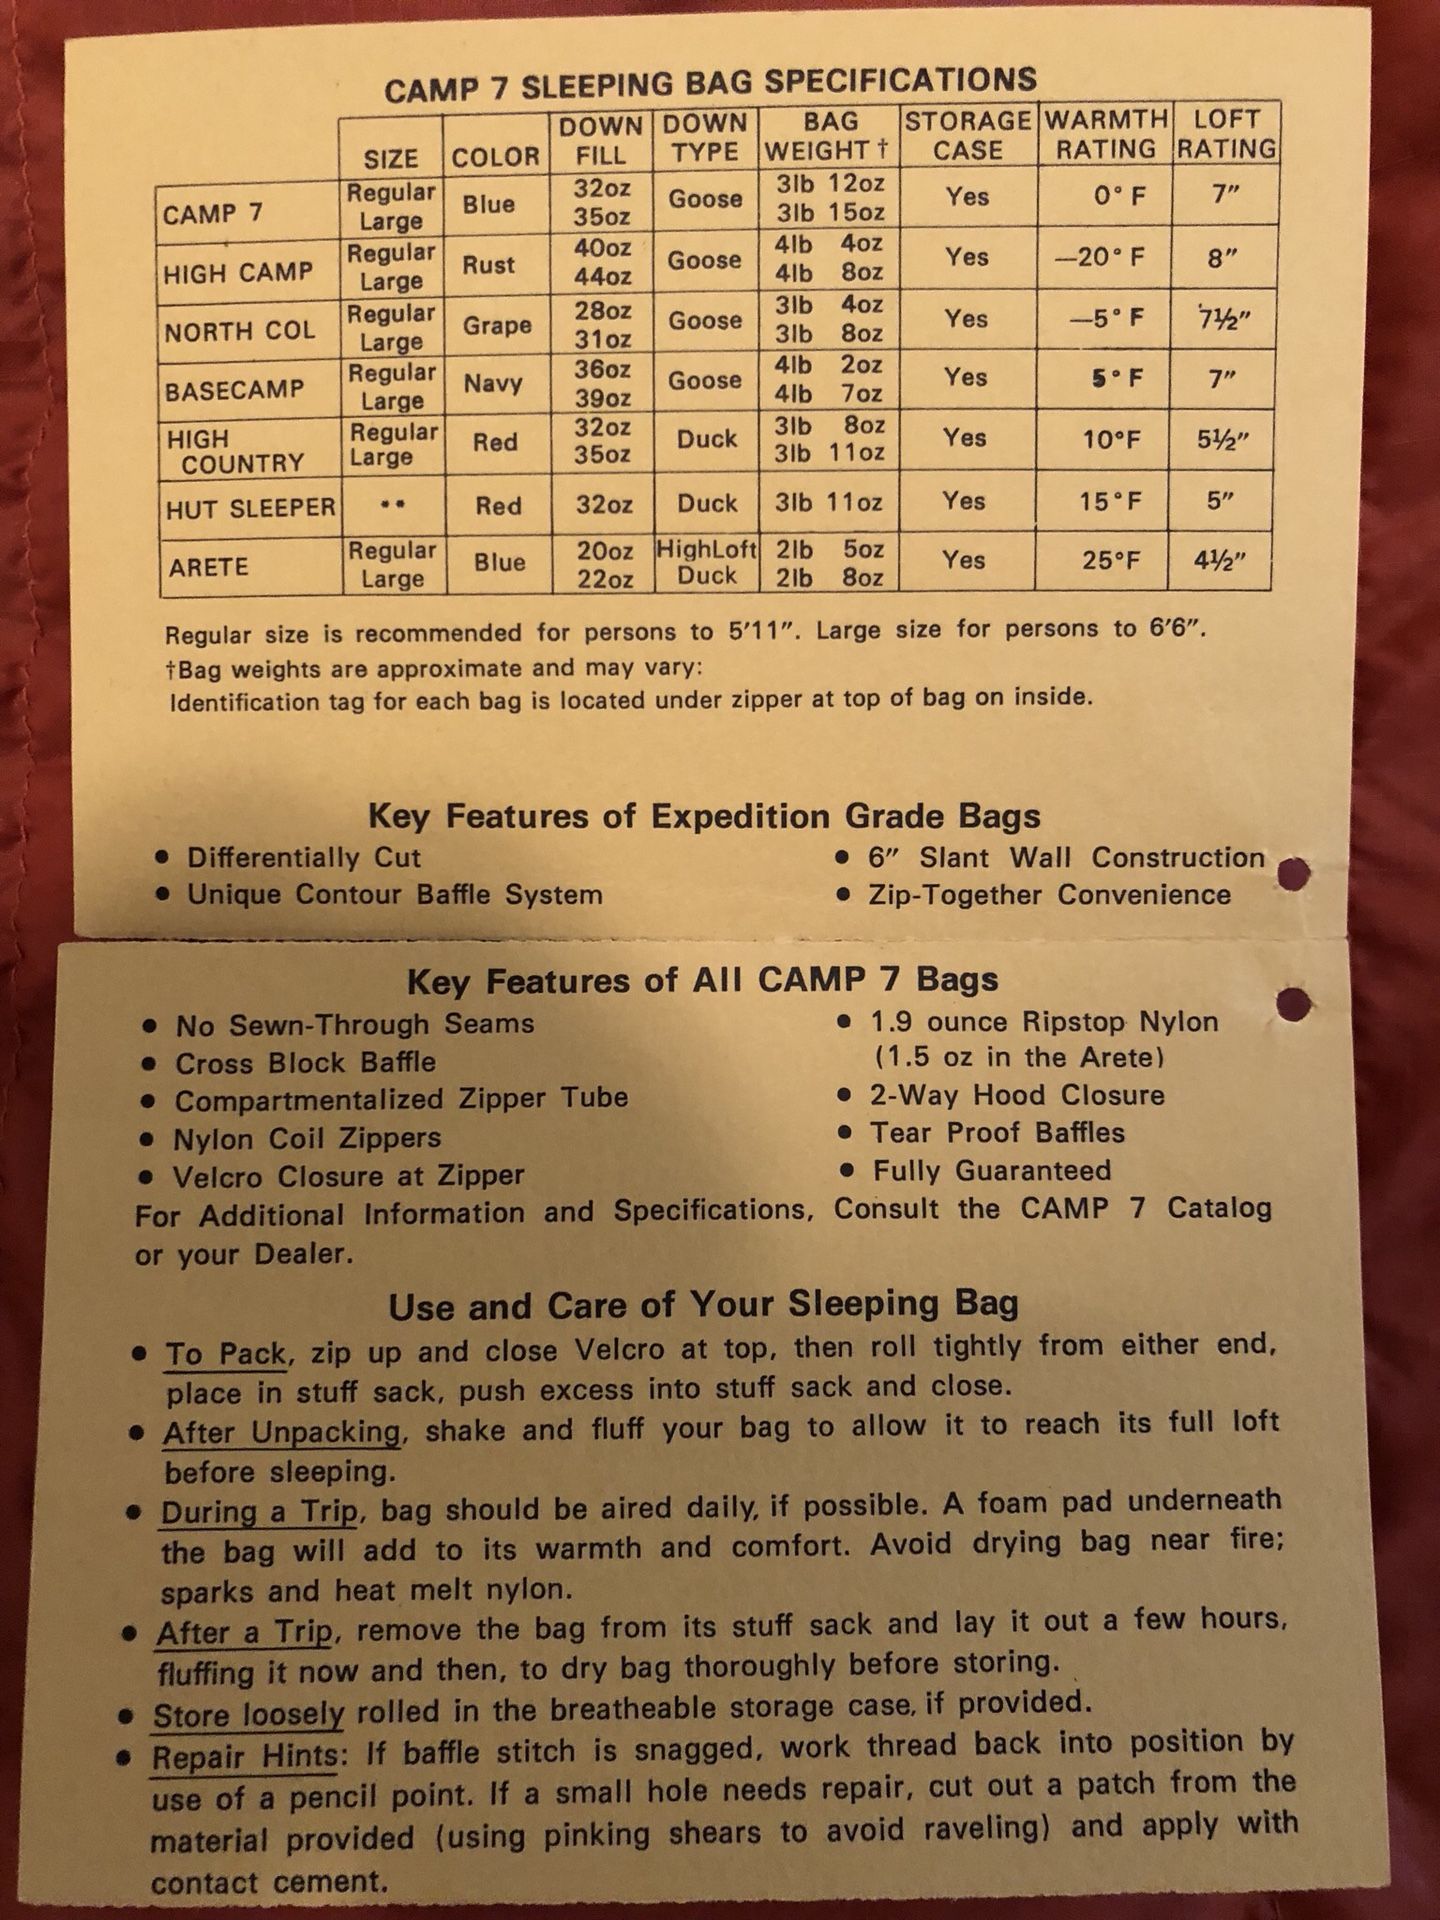 CAMP 7 SLEEPING BAG SPECIFICATIONS
SIZE COLOR DOWN FILL DOWN TYPE BAG WEIGHT † STORAGE CASE WARMTH RATING LOFT RATING
CAMP 7 Regular Large Blue 32oz 35oz Goose 3lb 12oz 3lb 15oz Yes 0° F 7”
HIGH CAMP Regular Large Rust 40oz 44oz Goose 4lb 4oz 4lb 8oz Yes —20° F 8”
NORTH COL Regular Large Grape 28oz 31oz Goose 3lb 4oz 3lb 8oz Yes —5° F 7½”
BASECAMP Regular Large Navy 36oz 39oz Goose 4lb 2oz 4lb 7oz Yes 5° F 7”
HIGH COUNTRY Regular Large Red 32oz 35oz Duck 3lb 8oz 3lb 11oz Yes 10°F 5½”
HUT SLEEPER ** Red 32oz Duck 3lb 11oz Yes 15°F 5”
ARETE Regular Large Blue 20oz 22oz HighLoft Duck 2lb 5oz 2lb 8oz Yes 25°F 4½”
Regular size is recommended for persons to 5’11”. Large size for persons to 6’6”.
†Bag weights are approximate and may vary:
Identification tag for each bag is located under zipper at top of bag on inside.
Key Features of Expedition Grade Bags
• Differentially Cut
• Unique Contour Baffle System
• 6” Slant Wall Construction
• Zip-Together Convenience
Key Features of All CAMP 7 Bags
• No Sewn-Through Seams
• Cross Block Baffle
• Compartmentalized Zipper Tube
• Nylon Coil Zippers
• Velcro Closure at Zipper
• 1.9 ounce Ripstop Nylon
(1.5 oz in the Arete)
• 2-Way Hood Closure
• Tear Proof Baffles
• Fully Guaranteed
For Additional Information and Specifications, Consult the CAMP 7 Catalog
or your Dealer.
Use and Care of Your Sleeping Bag
• To Pack, zip up and close Velcro at top, then roll tightly from either end,
place in stuff sack, push excess into stuff sack and close.
• After Unpacking, shake and fluff your bag to allow it to reach its full loft
before sleeping.
• During a Trip, bag should be aired daily, if possible. A foam pad underneath
the bag will add to its warmth and comfort. Avoid drying bag near fire;
sparks and heat melt nylon.
• After a Trip, remove the bag from its stuff sack and lay it out a few hours,
fluffing it now and then, to dry bag thoroughly before storing.
• Store loosely rolled in the breatheable storage case, if provided.
• Repair Hints: If baffle stitch is snagged, work thread back into position by
use of a pencil point. If a small hole needs repair, cut out a patch from the
material provided (using pinking shears to avoid raveling) and apply with
contact cement.